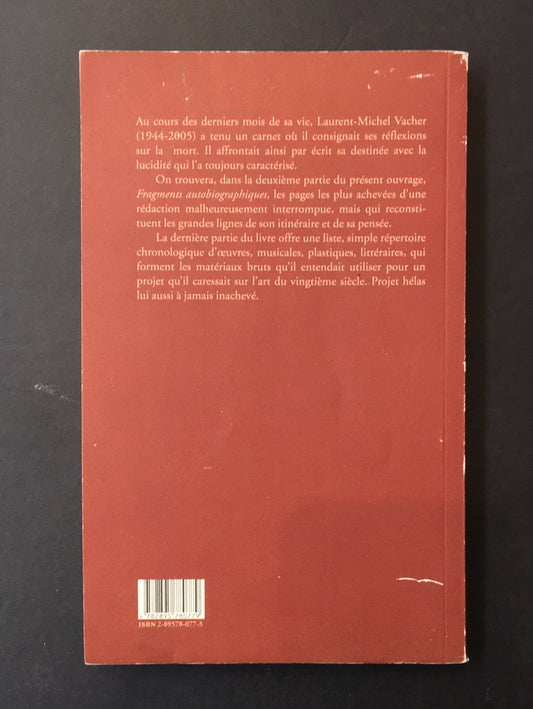 Au cours des derniers mois de sa vie, Laurent-Michel Vacher
(1944-2005) a tenu un carnet où il consignait ses réflexions
sur la mort. Il affrontait ainsi par écrit sa destinée avec la
lucidité qui l'a toujours caractérisé.
On trouvera, dans la deuxième partie du présent ouvrage,
Fragments autobiographiques, les pages les plus achevées d'une
rédaction malheureusement interrompue, mais qui reconsti-
tuent les grandes lignes de son itinéraire et de sa pensée.
La dernière partie du livre offre une liste, simple répertoire
chronologique d'œuvres, musicales, plastiques, littéraires, qui
forment les matériaux bruts qu'il entendait utiliser pour un
projet qu'il caressait sur l'art du vingtième siècle. Projet hélas
lui aussi à jamais inachevé.
9 782895 780777
ISBN 2-89578-077-3